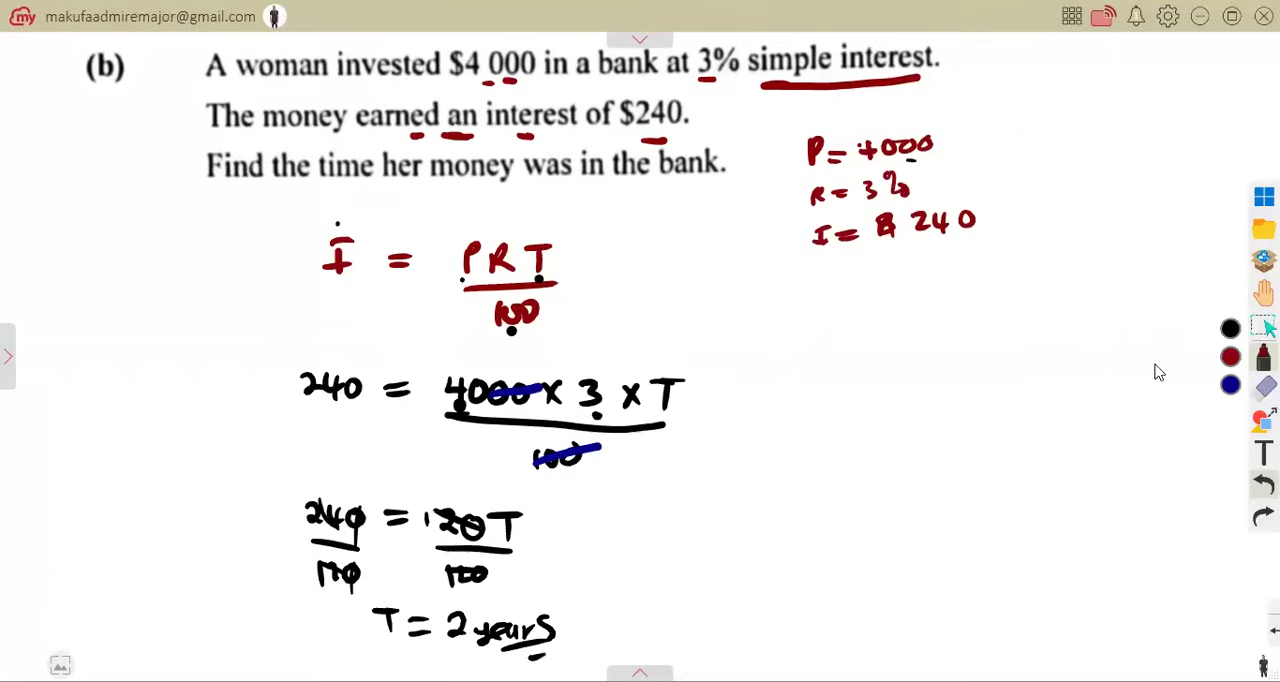 my makufaadmiremajor@gmail.com
(b) A woman invested $4 000 in a bank at 3% simple interest.
The money earned an interest of $240.
Find the time her money was in the bank.
P = 4000
R = 3%
I = $ 240
I = PRT
100
240 = 4000 x 3 x T
100
240 = 120 T
120 120
T = 2 years
T